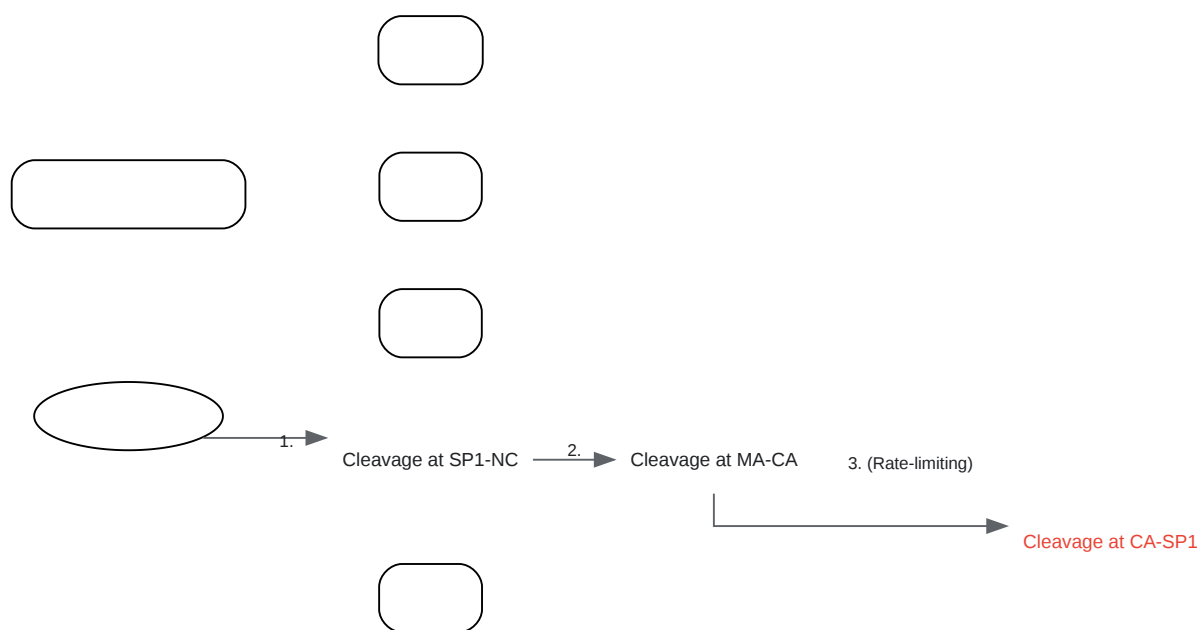 1.
Cleavage at SP1-NC
2.
Cleavage at MA-CA
3. (Rate-limiting)
Cleavage at CA-SP1